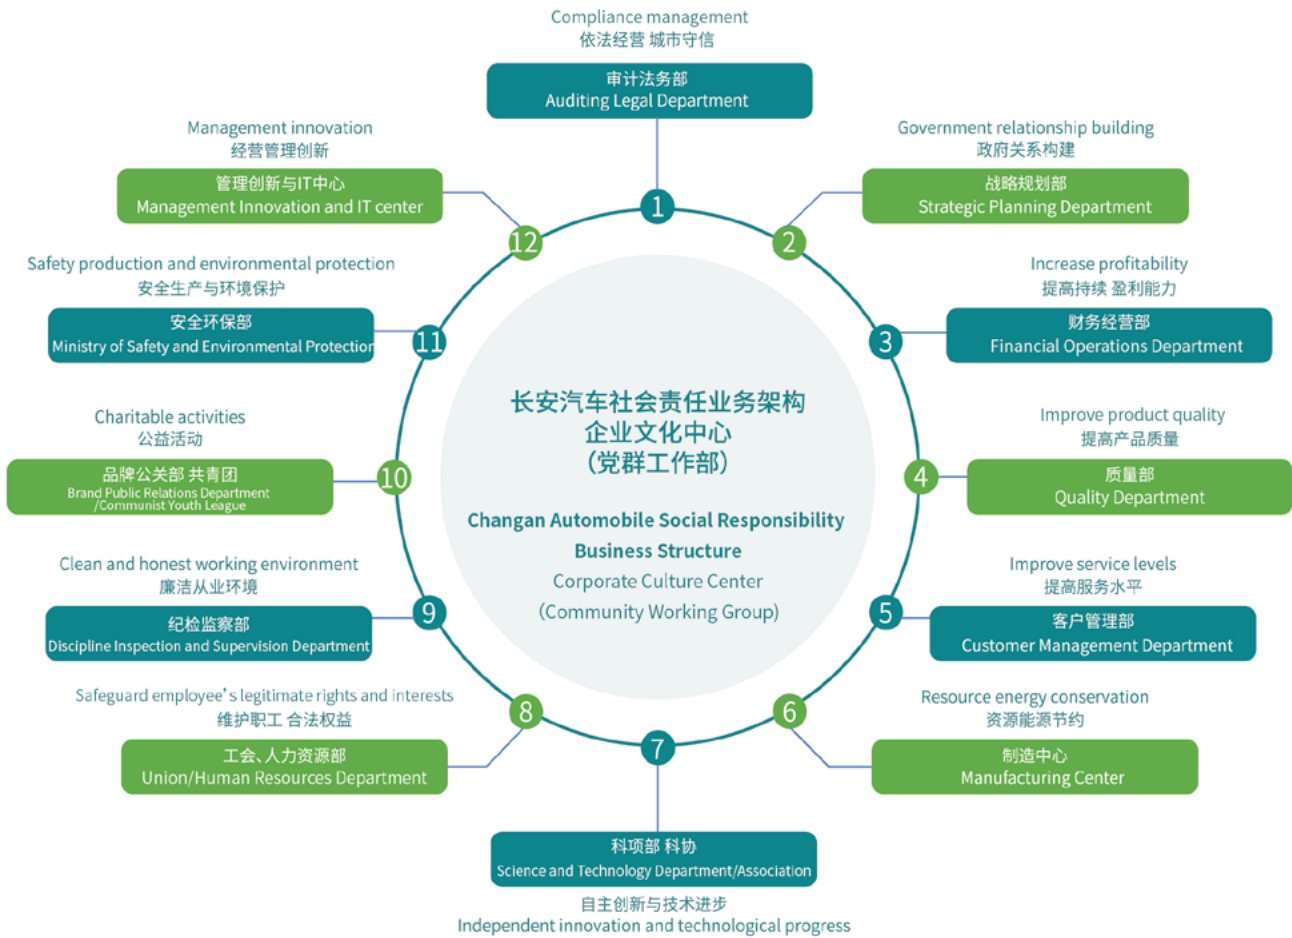 Compliance management
依法经营 城市守信
审计法务部
Auditing Legal Department
1
Government relationship building
政府关系构建
战略规划部
Strategic Planning Department
2
Increase profitability
提高持续 盈利能力
财务经营部
Financial Operations Department
3
Improve product quality
提高产品质量
质量部
Quality Department
4
Improve service levels
提高服务水平
客户管理部
Customer Management Department
5
Resource energy conservation
资源能源节约
制造中心
Manufacturing Center
6
7
科项部 科协
Science and Technology Department/Association
自主创新与技术进步
Independent innovation and technological progress
Safeguard employee's legitimate rights and interests
维护职工 合法权益
工会、人力资源部
Union/Human Resources Department
8
Clean and honest working environment
廉洁从业环境
纪检监察部
Discipline Inspection and Supervision Department
9
Charitable activities
公益活动
品牌公关部 共青团
Brand Public Relations Department
/Communist Youth League
10
Safety production and environmental protection
安全生产与环境保护
安全环保部
Ministry of Safety and Environmental Protection
11
Management innovation
经营管理创新
管理创新与IT中心
Management Innovation and IT center
12
长安汽车社会责任业务架构
企业文化中心
（党群工作部）
Changan Automobile Social Responsibility
Business Structure
Corporate Culture Center
（Community Working Group)